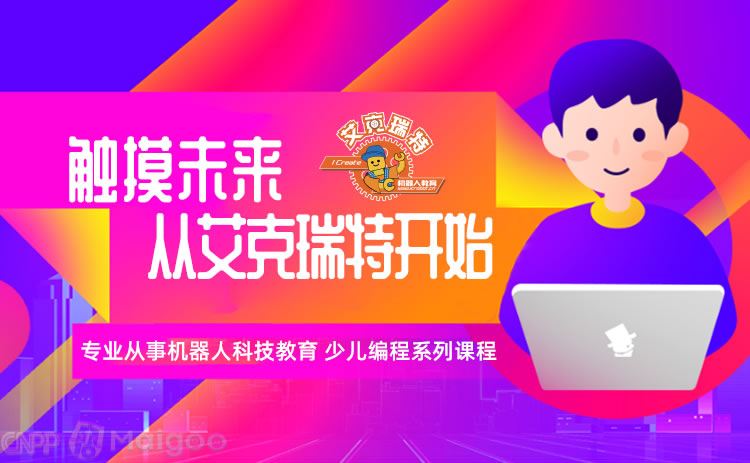 触摸未来
艾克瑞特
I Create
机器人教育
从艾克瑞特开始
专业从事机器人科技教育 少儿编程系列课程
CNPP Maigoo